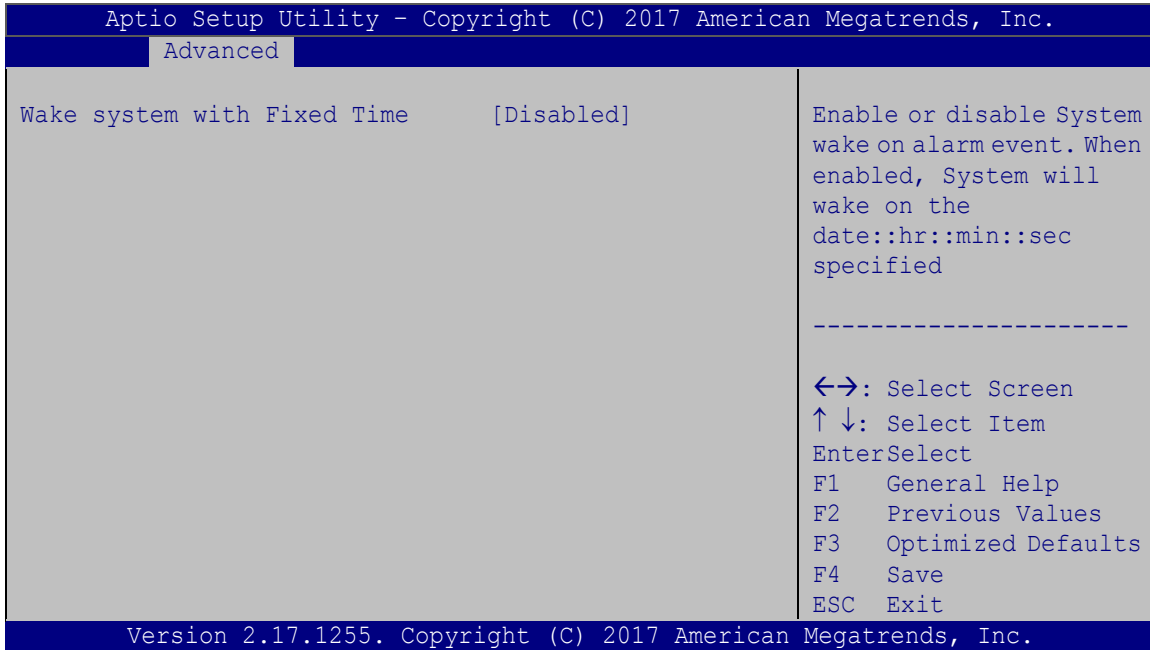 Aptio Setup Utility – Copyright (C) 2017 American Megatrends, Inc.
Advanced
Wake system with Fixed Time [Disabled]
Enable or disable System
wake on alarm event. When
enabled, System will
wake on the
date::hr::min::sec
specified
----------------------
←→: Select Screen
↑ ↓: Select Item
EnterSelect
F1 General Help
F2 Previous Values
F3 Optimized Defaults
F4 Save
ESC Exit
Version 2.17.1255. Copyright (C) 2017 American Megatrends, Inc.